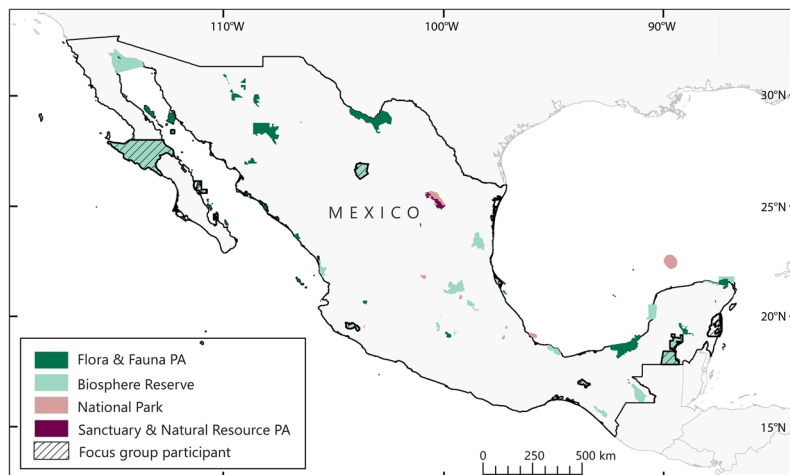 110°W 100°W 90°W
30°N
25°N
MEXICO
20°N
15°N
Flora & Fauna PA
Biosphere Reserve
National Park
Sanctuary & Natural Resource PA
Focus group participant
0 250 500 km